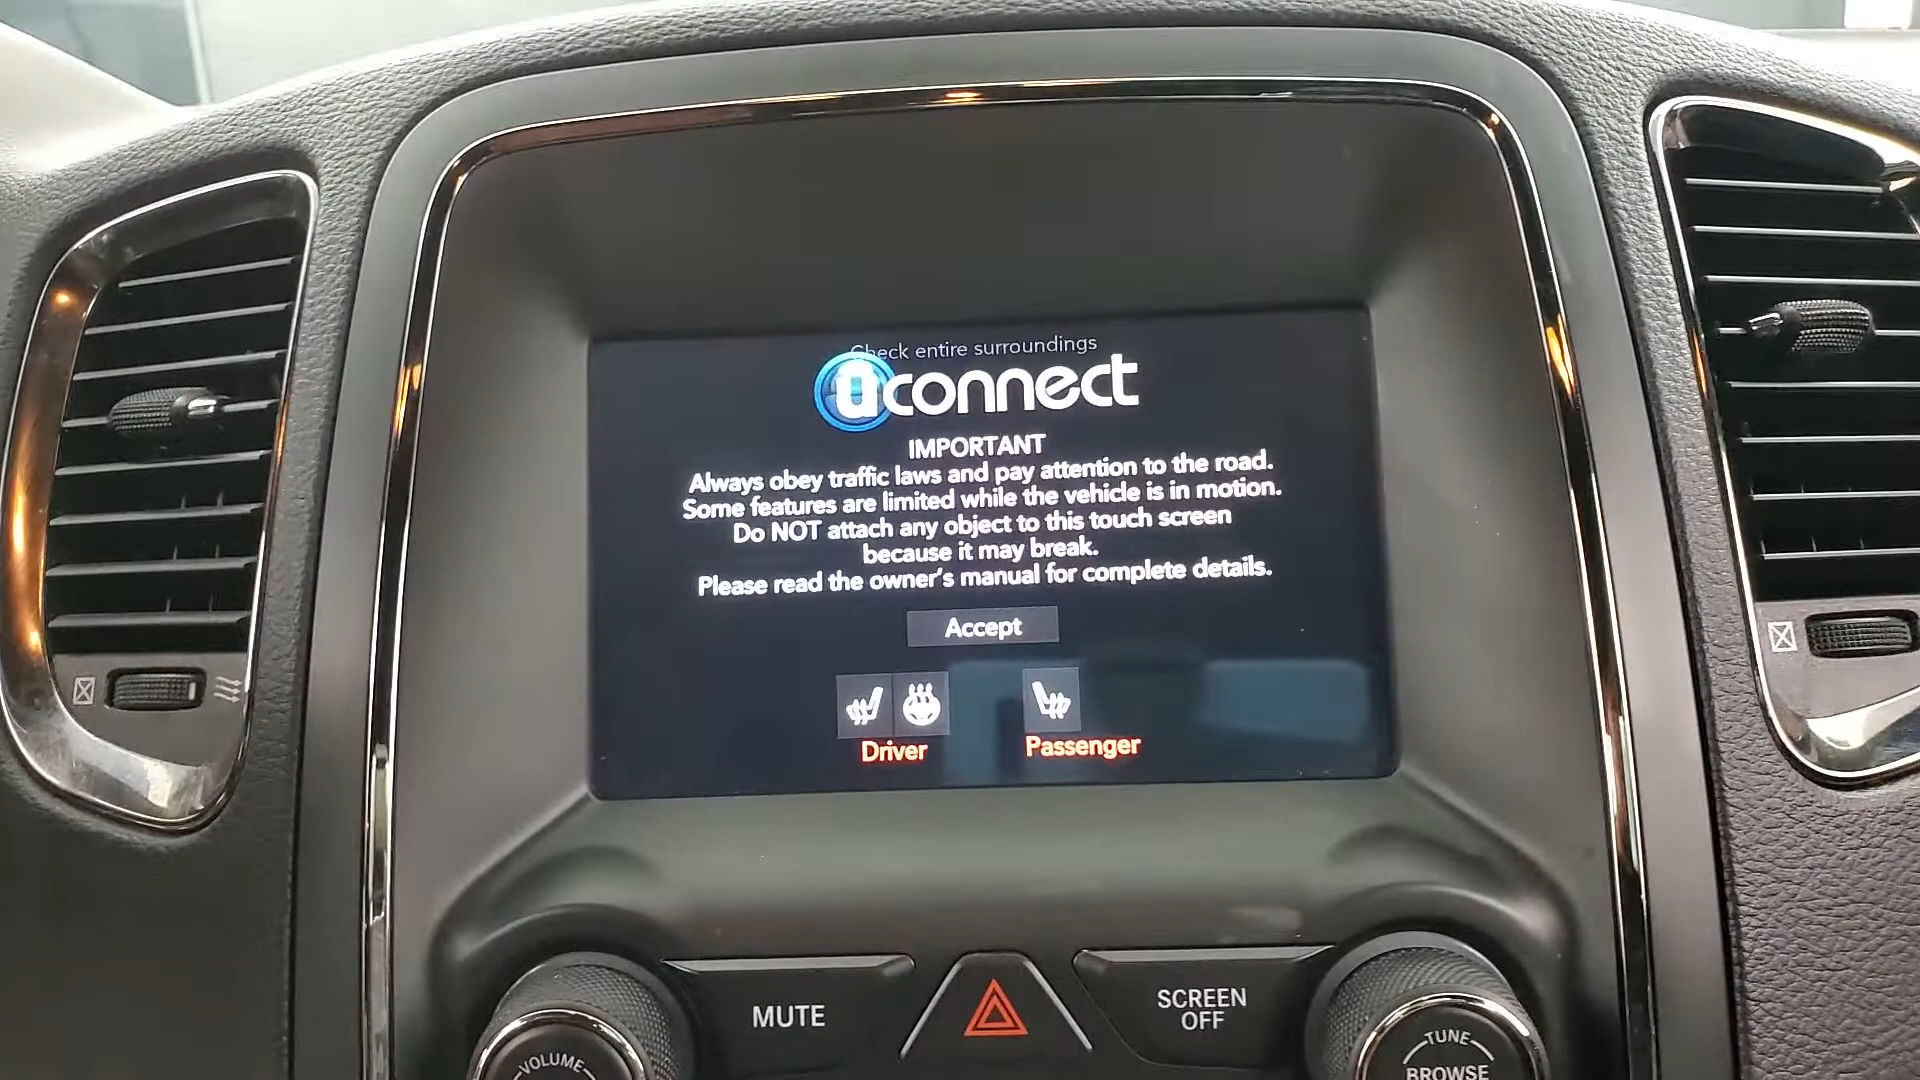 Check entire surroundings
uconnect
IMPORTANT
Always obey traffic laws and pay attention to the road.
Some features are limited while the vehicle is in motion.
Do NOT attach any object to this touch screen
because it may break.
Please read the owner's manual for complete details.
Accept
Driver
Passenger
MUTE
SCREEN
OFF
VOLUME
TUNE
BROWSE